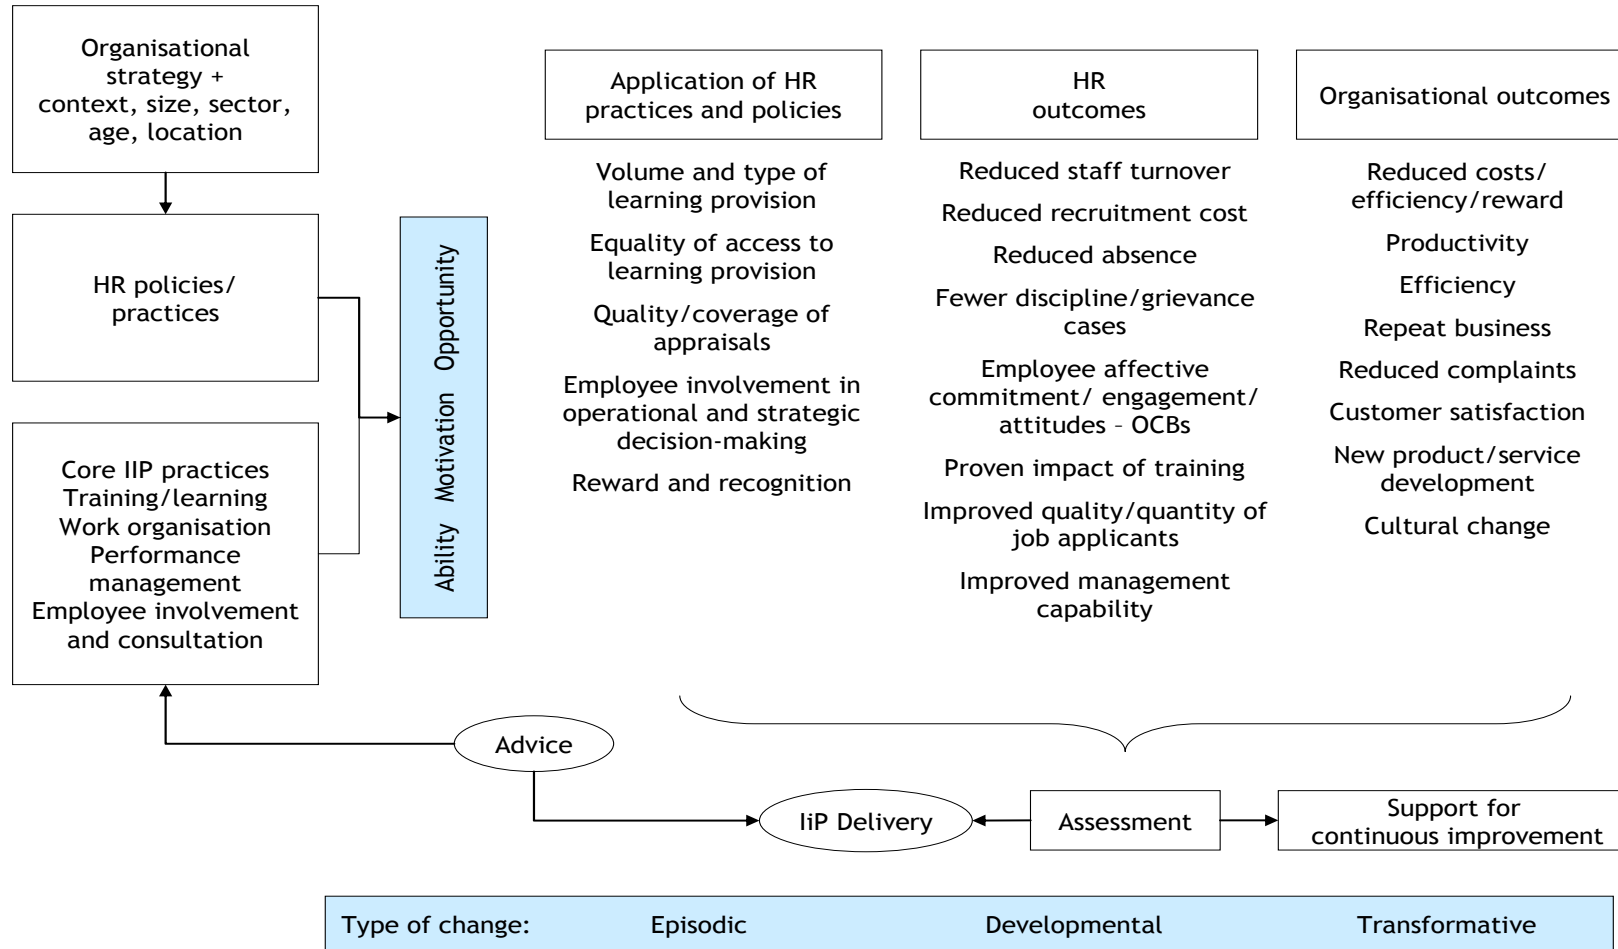 Organisational
strategy +
context, size, sector,
age, location
HR policies/
practices
Core IIP practices
Training/learning
Work organisation
Performance
management
Employee involvement
and consultation
Ability Motivation Opportunity
Application of HR
practices and policies
Volume and type of
learning provision
Equality of access to
learning provision
Quality/coverage of
appraisals
Employee involvement in
operational and strategic
decision-making
Reward and recognition
HR
outcomes
Reduced staff turnover
Reduced recruitment cost
Reduced absence
Fewer discipline/grievance
cases
Employee affective
commitment/ engagement/
attitudes - OCBs
Proven impact of training
Improved quality/quantity of
job applicants
Improved management
capability
Organisational outcomes
Reduced costs/
efficiency/reward
Productivity
Efficiency
Repeat business
Reduced complaints
Customer satisfaction
New product/service
development
Cultural change
Advice
IiP Delivery
Assessment
Support for
continuous improvement
Type of change: Episodic Developmental Transformative